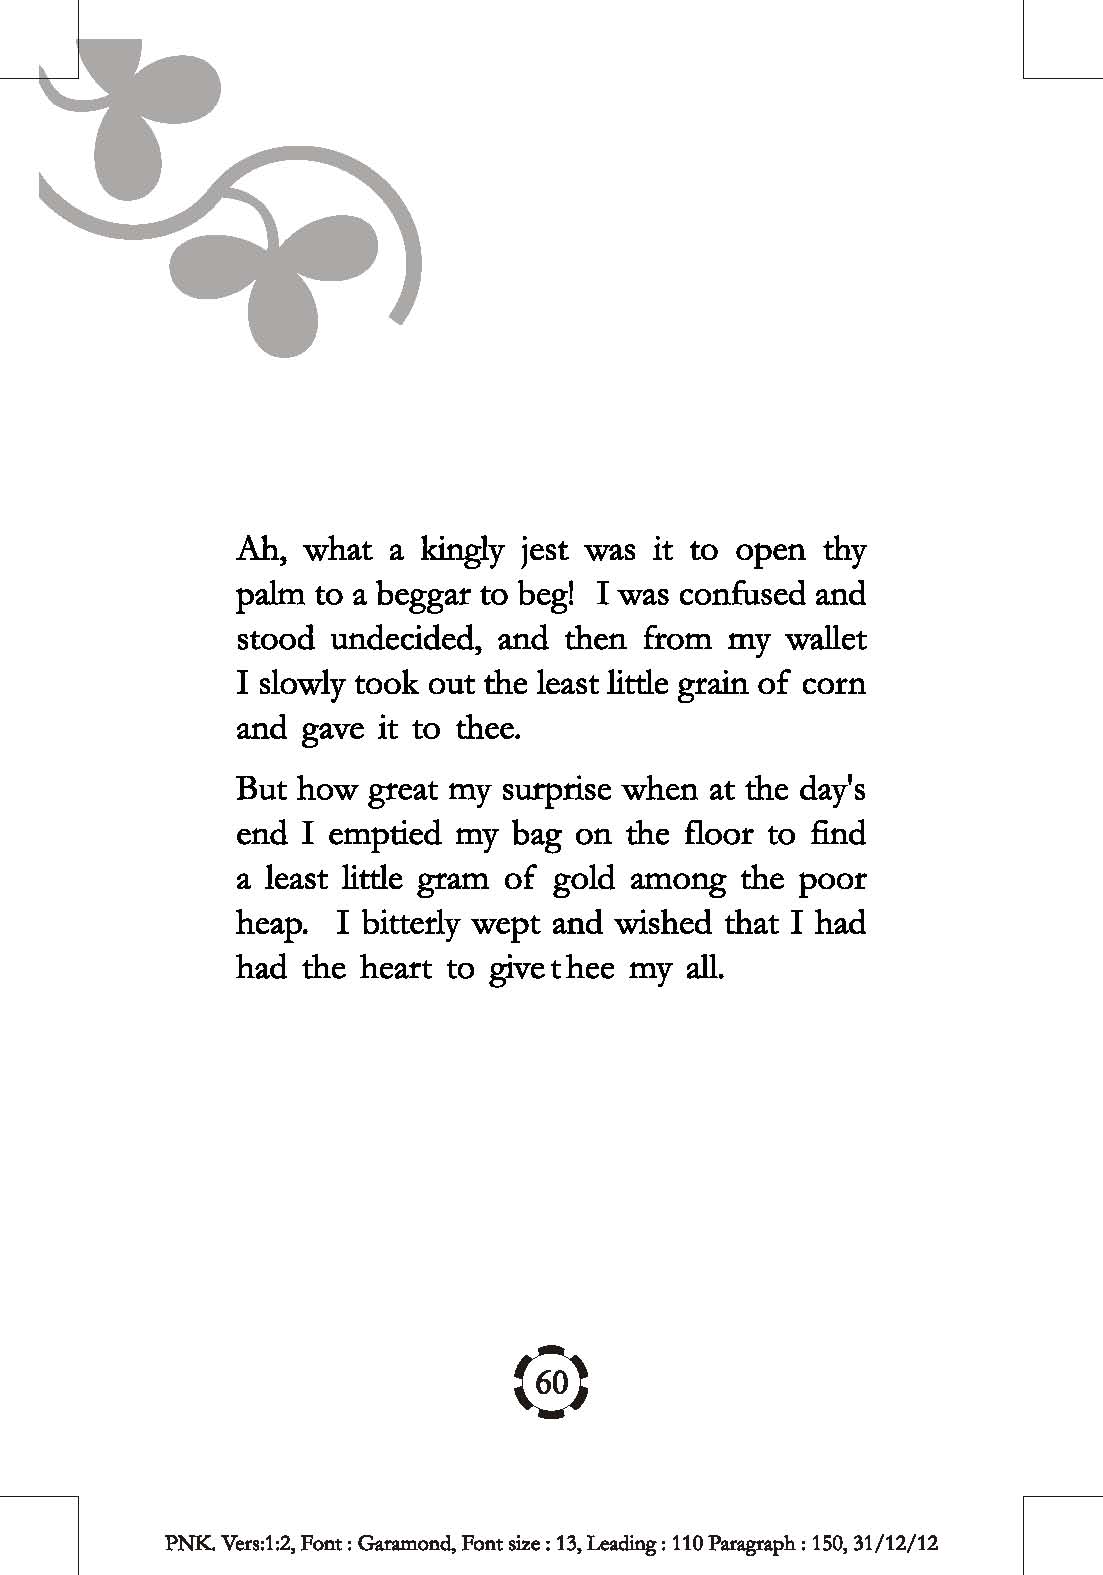 Ah, what a kingly jest was it to open thy
palm to a beggar to beg! I was confused and
stood undecided, and then from my wallet
I slowly took out the least little grain of corn
and gave it to thee.
But how great my surprise when at the day's
end I emptied my bag on the floor to find
a least little gram of gold among the poor
heap. I bitterly wept and wished that I had
had the heart to give thee my all.
60
PNK. Vers:1:2, Font : Garamond, Font size : 13, Leading : 110 Paragraph : 150, 31/12/12